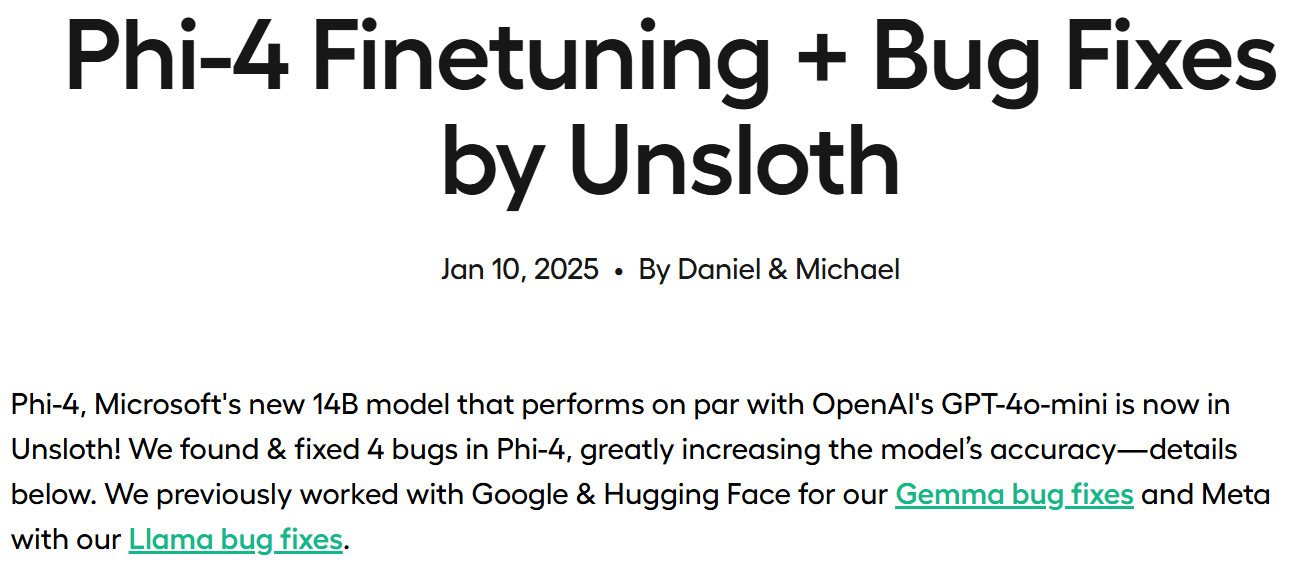 Phi-4 Finetuning + Bug Fixes
by Unsloth
Jan 10, 2025 • By Daniel & Michael
Phi-4, Microsoft's new 14B model that performs on par with OpenAI's GPT-4o-mini is now in
Unsloth! We found & fixed 4 bugs in Phi-4, greatly increasing the model’s accuracy—details
below. We previously worked with Google & Hugging Face for our Gemma bug fixes and Meta
with our Llama bug fixes.